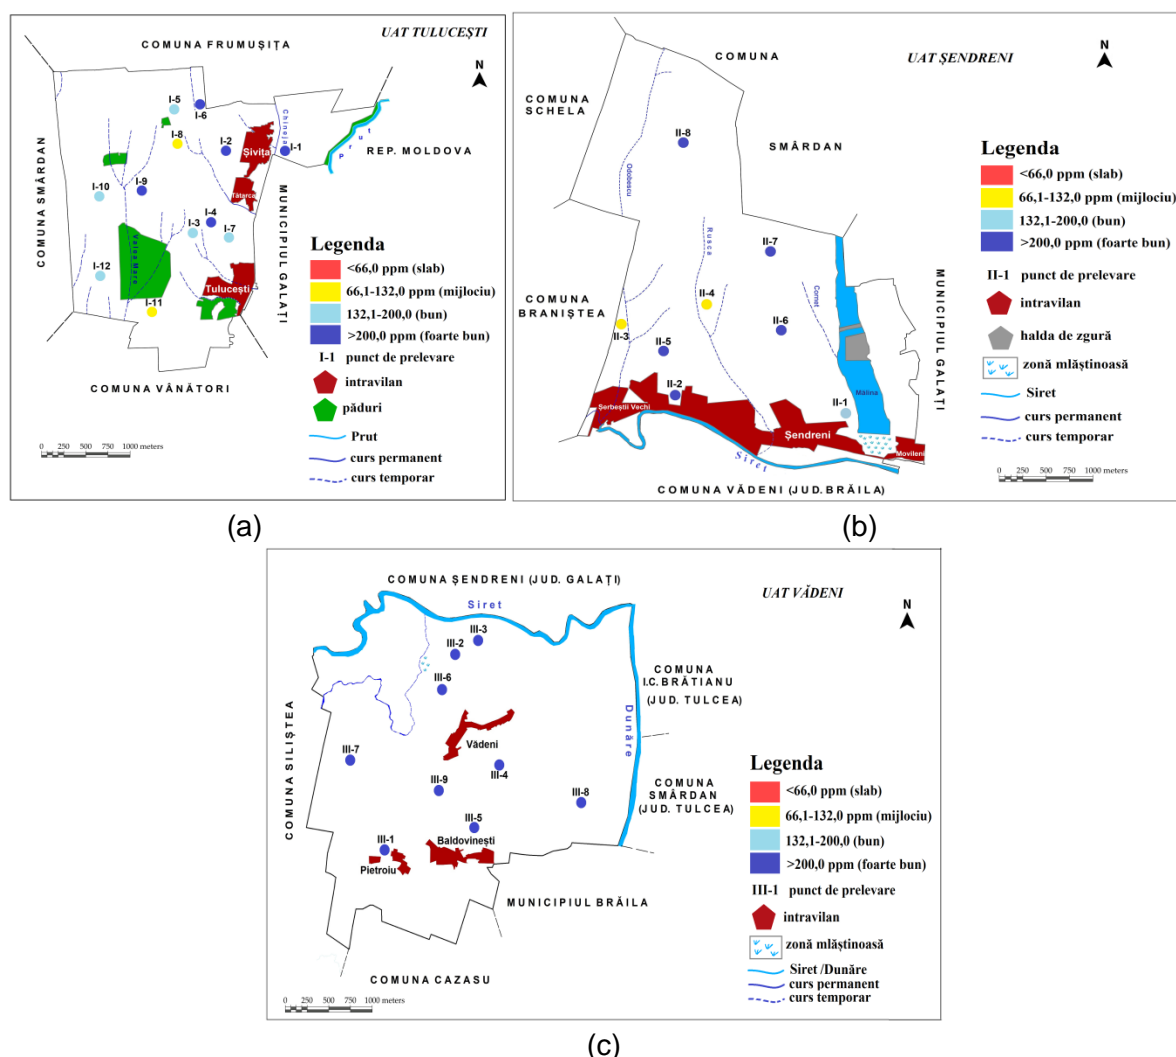 UAT TULUCEȘTI
COMUNA FRUMUȘIȚA
N
I-5
I-6
Chineja
I-8
I-2
I-1
Șivița
Prut
REP. MOLDOVA
COMUNA SMÂRDAN
I-10
I-9
Tătarca
MUNICIPIUL GALAȚI
I-4
I-3
I-7
Valea Mare
I-12
Tulucești
I-11
COMUNA VÂNĂTORI
Legenda
<66,0 ppm (slab)
66,1-132,0 ppm (mijlociu)
132,1-200,0 (bun)
>200,0 ppm (foarte bun)
I-1 punct de prelevare
intravilan
păduri
Prut
curs permanent
curs temporar
0 250 500 750 1000 meters
(a)
UAT ȘENDRENI
COMUNA
N
COMUNA
SCHELA
SMÂRDAN
II-8
Odobescu
Rusca
II-7
II-4
Cornet
COMUNA
BRANIȘTEA
II-3
II-6
II-5
MUNICIPIUL GALAȚI
II-2
Mălina
Șerbeștii Vechi
II-1
Șendreni
Movileni
Siret
COMUNA VĂDENI (JUD. BRĂILA)
Legenda
<66,0 ppm (slab)
66,1-132,0 ppm (mijlociu)
132,1-200,0 (bun)
>200,0 ppm (foarte bun)
II-1 punct de prelevare
intravilan
halda de zgură
zonă mlăștinoasă
Siret
curs permanent
curs temporar
0 250 500 750 1000 meters
(b)
COMUNA ȘENDRENI (JUD. GALAȚI)
UAT VĂDENI
Siret
N
III-3
III-2
COMUNA
I.C. BRĂTIANU
(JUD. TULCEA)
III-6
Dunăre
COMUNA SILIȘTEA
Vădeni
III-7
III-4
III-9
COMUNA
SMÂRDAN
(JUD. TULCEA)
III-8
III-5
III-1
Baldovinești
Pietroiu
MUNICIPIUL BRĂILA
COMUNA CAZASU
Legenda
<66,0 ppm (slab)
66,1-132,0 ppm (mijlociu)
132,1-200,0 (bun)
>200,0 ppm (foarte bun)
III-1 punct de prelevare
intravilan
zonă mlăștinoasă
Siret /Dunăre
curs permanent
curs temporar
0 250 500 750 1000 meters
(c)